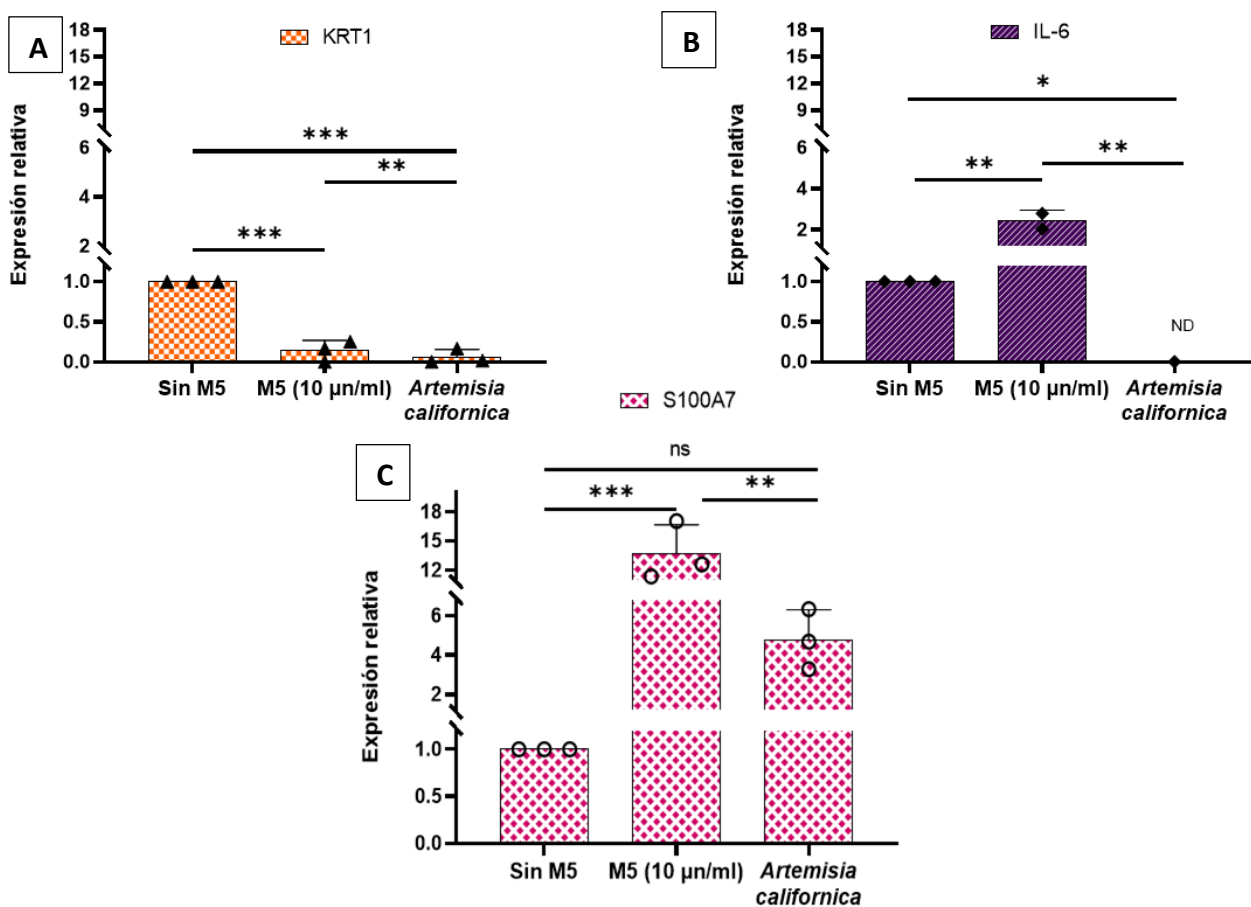 A
KRT1
Expresión relativa
18
15
12
9
6
4
2
1.0
0.5
0.0
***
**
***
Sin M5
M5 (10 µn/ml)
Artemisia
californica
B
IL-6
Expresión relativa
18
15
12
9
6
4
2
1.0
0.5
0.0
*
**
**
ND
Sin M5
M5 (10 µn/ml)
Artemisia
californica
C
S100A7
Expresión relativa
18
15
12
6
4
2
1.0
0.5
0.0
ns
***
**
Sin M5
M5 (10 µn/ml)
Artemisia
californica